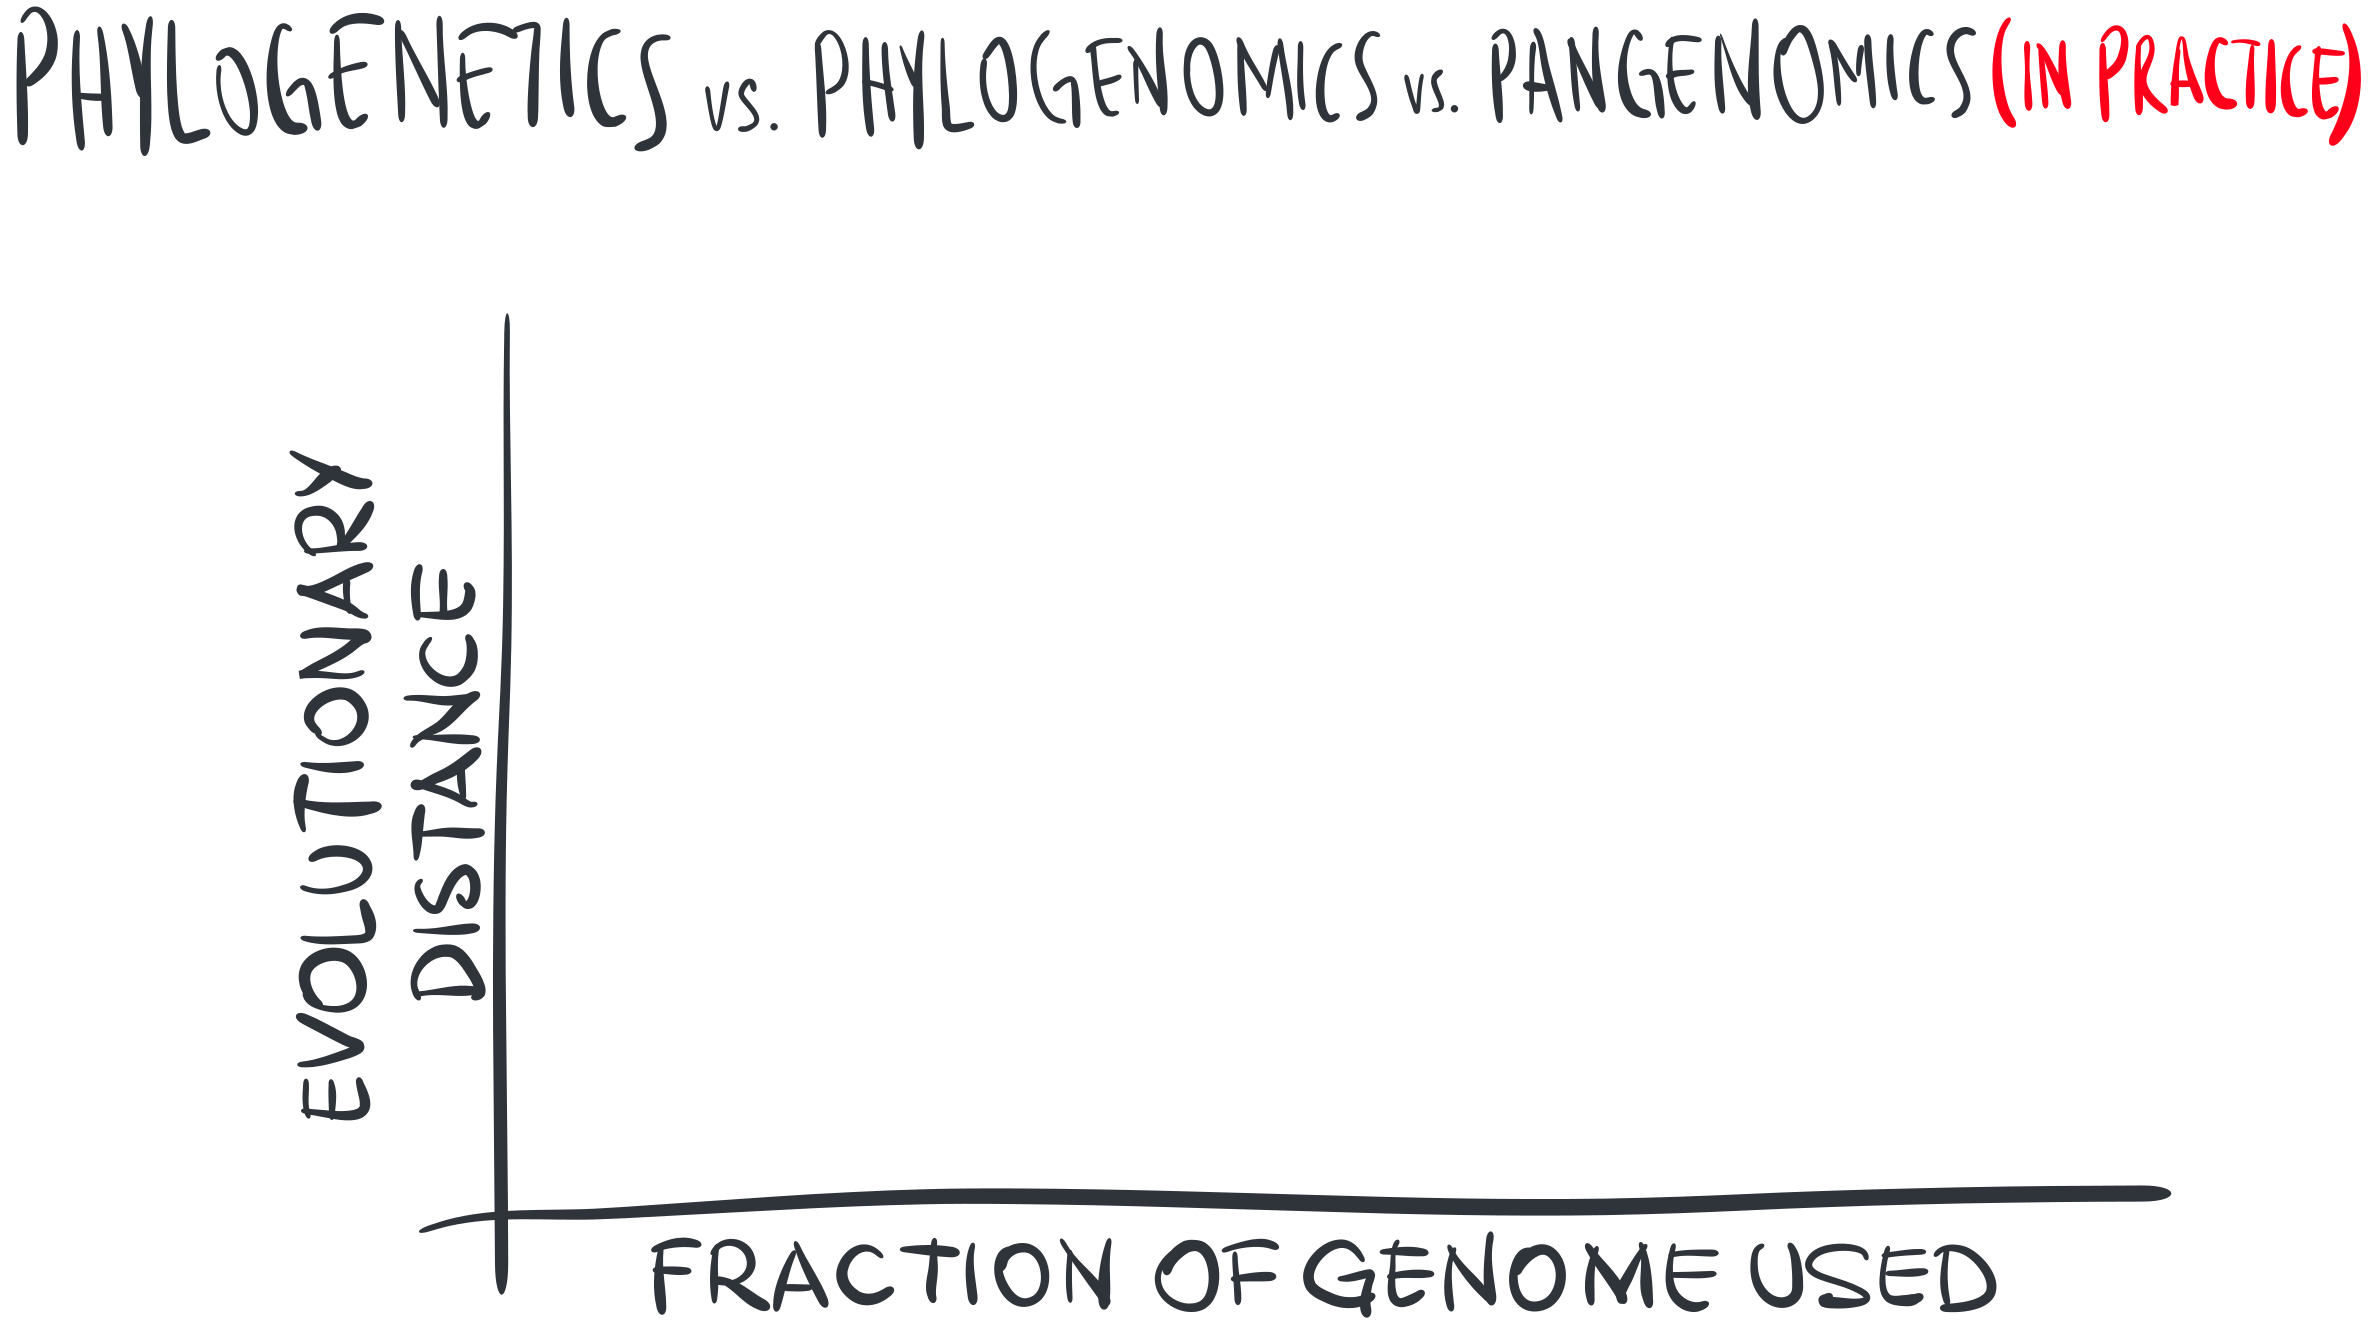 PHYLOGENETICS vs. PHYLOGENOMICS vs. PANGENOMICS (IN PRACTICE)
EVOLUTIONARY
DISTANCE
FRACTION OF GENOME USED